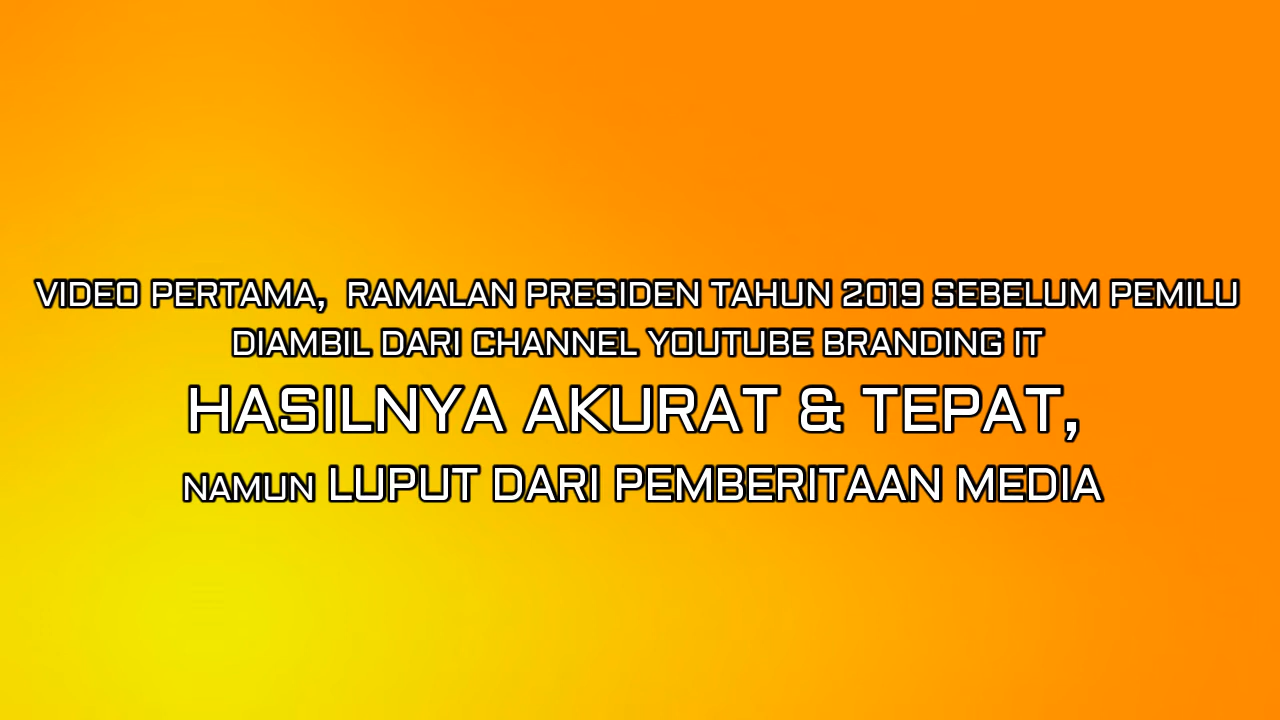 VIDEO PERTAMA, RAMALAN PRESIDEN TAHUN 2019 SEBELUM PEMILU
DIAMBIL DARI CHANNEL YOUTUBE BRANDING IT
HASILNYA AKURAT & TEPAT,
NAMUN LUPUT DARI PEMBERITAAN MEDIA